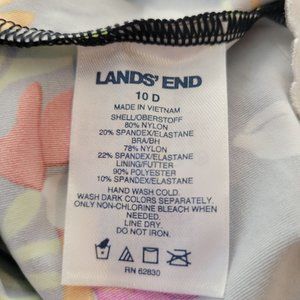 LANDS' END
10 D
MADE IN VIETNAM
SHELL/OBERSTOFF
80% NYLON
20% SPANDEX/ELASTANE
BRA/BH
78% NYLON
22% SPANDEX/ELASTANE
LINING/FUTTER
90% POLYESTER
10% SPANDEX/ELASTANE
HAND WASH COLD.
WASH DARK COLORS SEPARATELY.
ONLY NON-CHLORINE BLEACH WHEN
NEEDED.
LINE DRY.
DO NOT IRON.
RN 62830